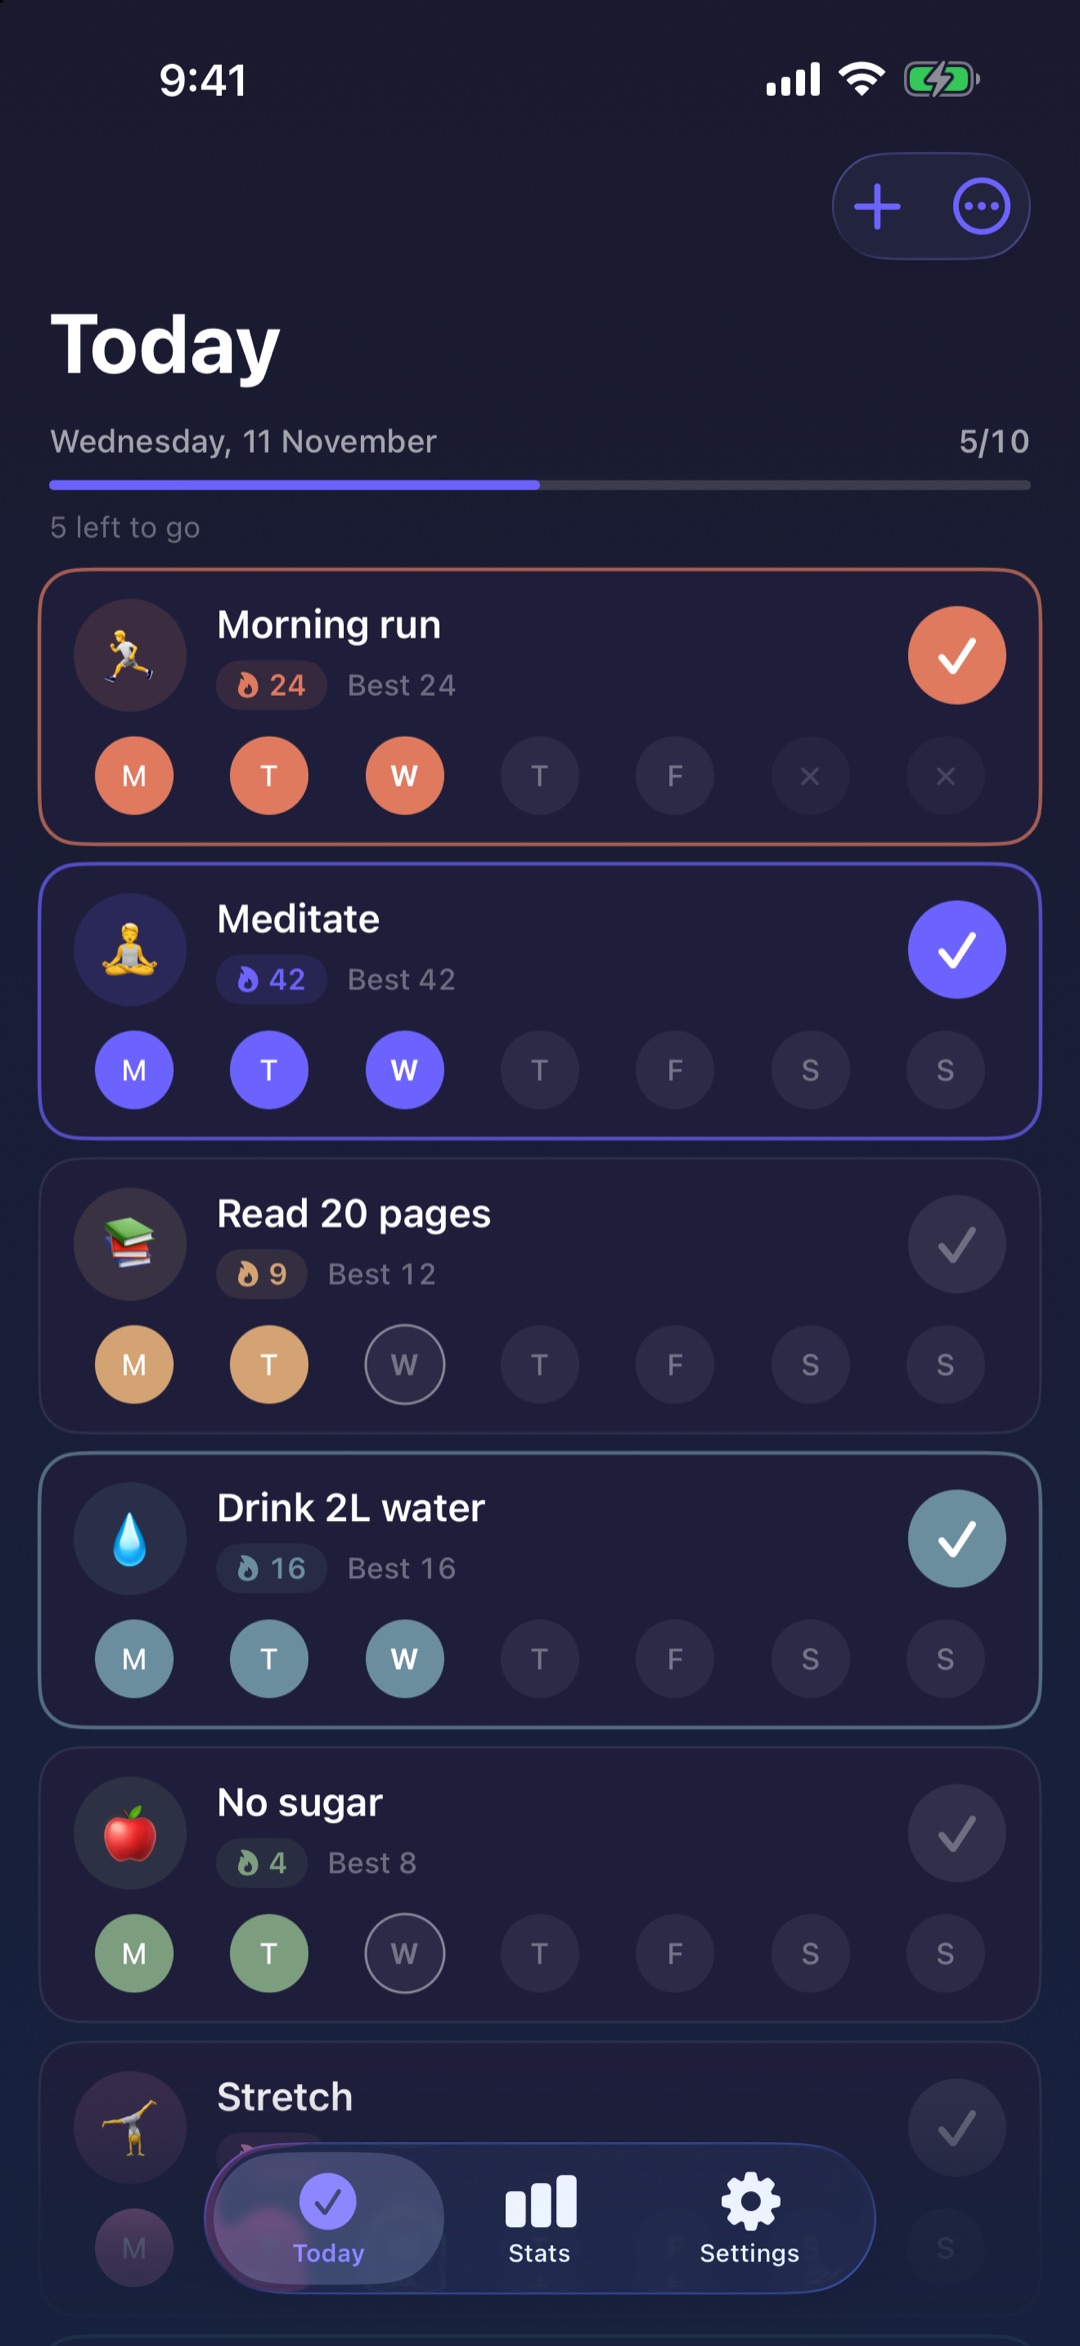 9:41
Today
Wednesday, 11 November 5/10
5 left to go
Morning run
24 Best 24
M T W T F
Meditate
42 Best 42
M T W T F S S
Read 20 pages
9 Best 12
M T W T F S S
Drink 2L water
16 Best 16
M T W T F S S
No sugar
4 Best 8
M T W T F S S
Stretch
M S
Today Stats Settings